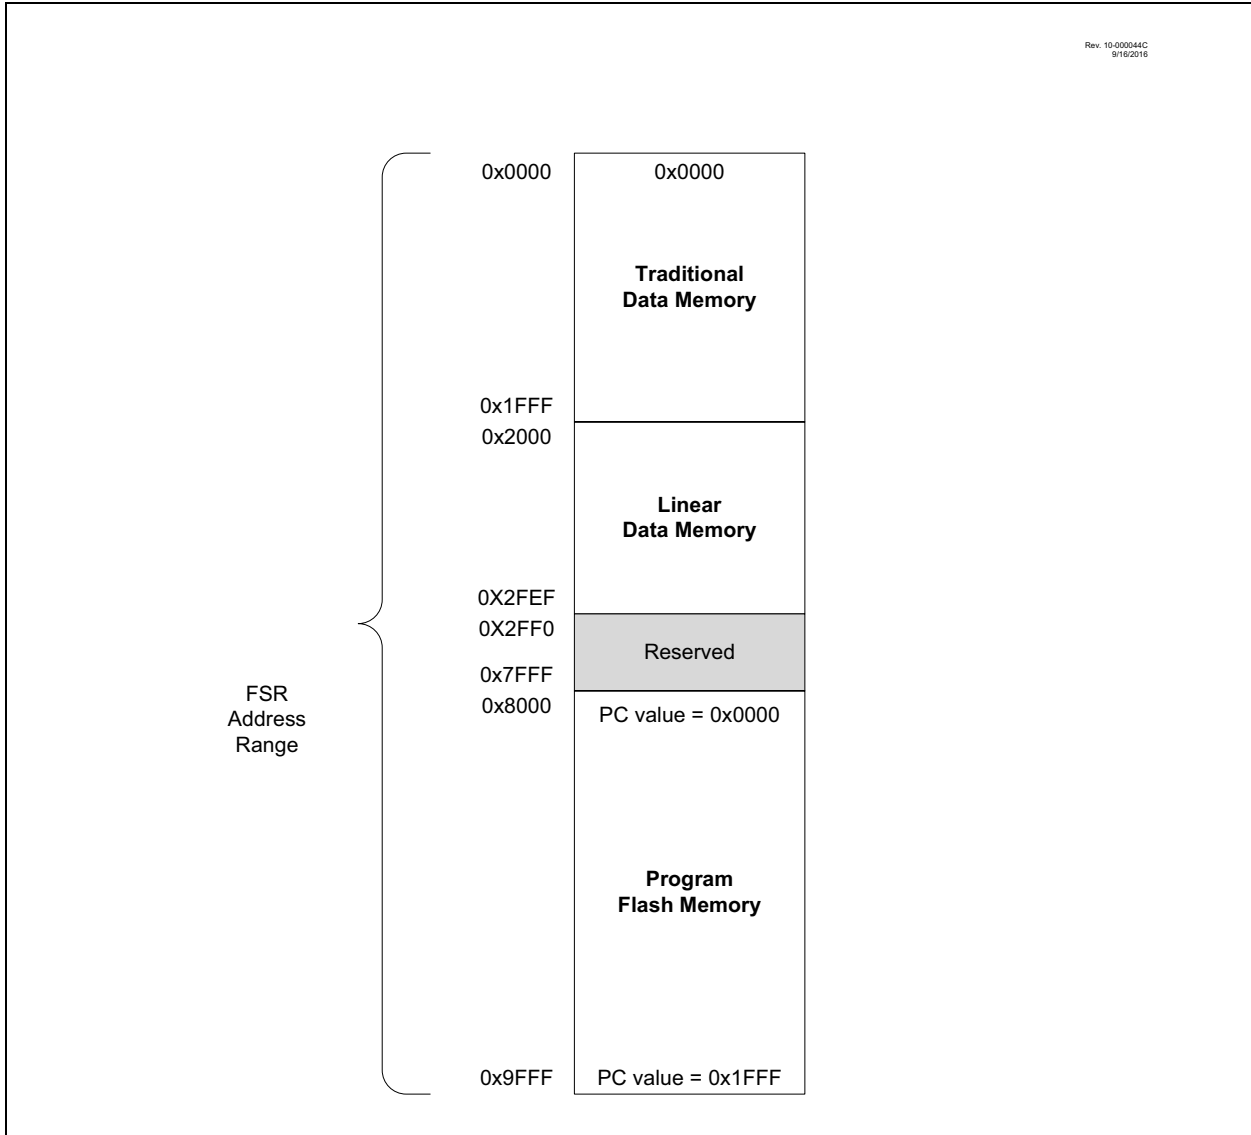 Rev. 10-000044C
9/16/2016
0x0000
0x0000
Traditional
Data Memory
0x1FFF
0x2000
Linear
Data Memory
0X2FEF
0X2FF0
Reserved
0x7FFF
FSR
Address
Range
0x8000
PC value = 0x0000
Program
Flash Memory
0x9FFF
PC value = 0x1FFF